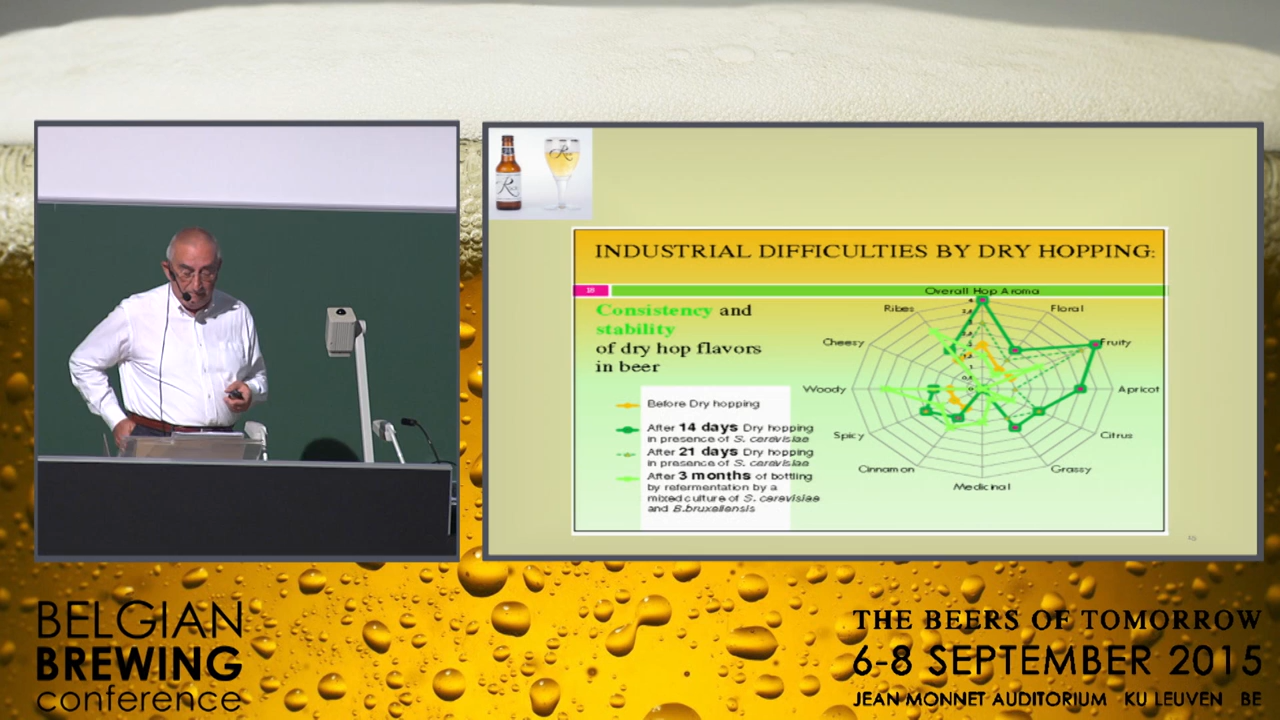 INDUSTRIAL DIFFICULTIES BY DRY HOPPING:
Consistency and
stability
of dry hop flavors
in beer
Before Dry hopping
After 14 days Dry hopping
in presence of S. cerevisiae
After 21 days Dry hopping
in presence of S. cerevisiae
After 3 months of bottling
by refermentation by a
mixed culture of S. cerevisiae
and B.bruxellensis
Overall Hop Aroma
Floral
Fruity
Apricot
Citrus
Grassy
Medicinal
Cinnamon
Spicy
Woody
Cheesy
Ribes
BELGIAN
BREWING
conference
THE BEERS OF TOMORROW
6-8 SEPTEMBER 2015
JEAN MONNET AUDITORIUM KU LEUVEN BE